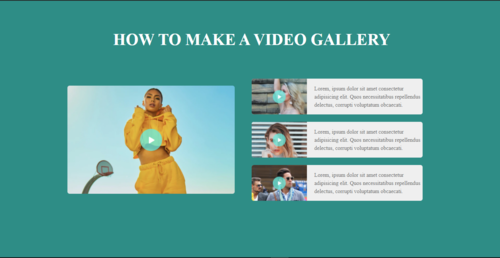 HOW TO MAKE A VIDEO GALLERY
Lorem, ipsum dolor sit amet consectetur
adipisicing elit. Quos necessitatibus repellendus
delectus, corrupti voluptatum obcaecati.
Lorem, ipsum dolor sit amet consectetur
adipisicing elit. Quos necessitatibus repellendus
delectus, corrupti voluptatum obcaecati.
Lorem, ipsum dolor sit amet consectetur
adipisicing elit. Quos necessitatibus repellendus
delectus, corrupti voluptatum obcaecati.